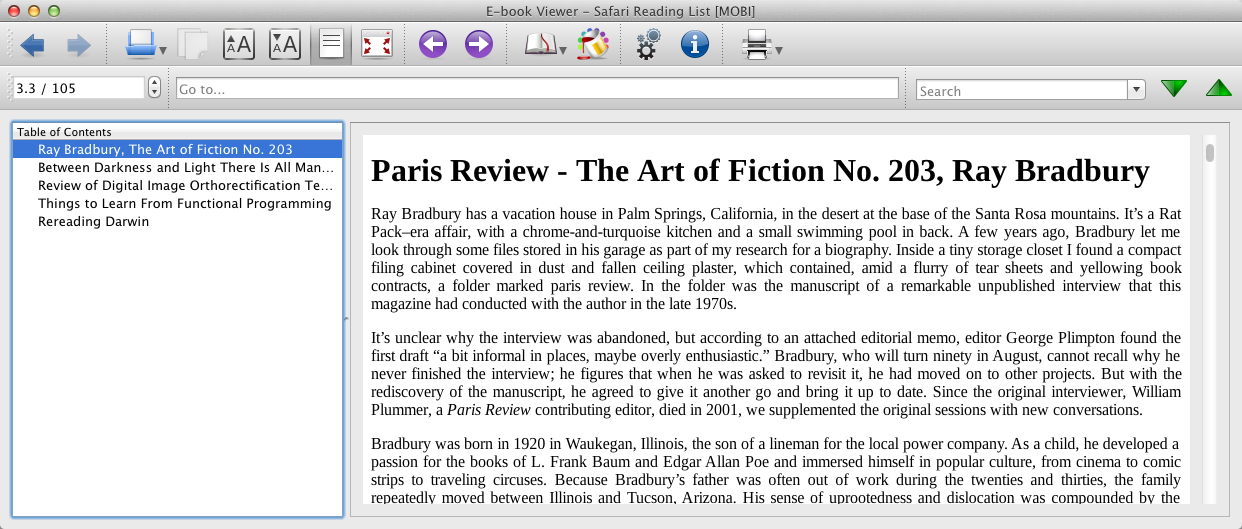 E-book Viewer - Safari Reading List [MOBI]
A A
A A
3.3 / 105
Go to...
Search
Table of Contents
Ray Bradbury, The Art of Fiction No. 203
Between Darkness and Light There Is All Man...
Review of Digital Image Orthorectification Te...
Things to Learn From Functional Programming
Rereading Darwin
Paris Review - The Art of Fiction No. 203, Ray Bradbury
Ray Bradbury has a vacation house in Palm Springs, California, in the desert at the base of the Santa Rosa mountains. It’s a Rat
Pack–era affair, with a chrome-and-turquoise kitchen and a small swimming pool in back. A few years ago, Bradbury let me
look through some files stored in his garage as part of my research for a biography. Inside a tiny storage closet I found a compact
filing cabinet covered in dust and fallen ceiling plaster, which contained, amid a flurry of tear sheets and yellowing book
contracts, a folder marked paris review. In the folder was the manuscript of a remarkable unpublished interview that this
magazine had conducted with the author in the late 1970s.
It’s unclear why the interview was abandoned, but according to an attached editorial memo, editor George Plimpton found the
first draft “a bit informal in places, maybe overly enthusiastic.” Bradbury, who will turn ninety in August, cannot recall why he
never finished the interview; he figures that when he was asked to revisit it, he had moved on to other projects. But with the
rediscovery of the manuscript, he agreed to give it another go and bring it up to date. Since the original interviewer, William
Plummer, a Paris Review contributing editor, died in 2001, we supplemented the original sessions with new conversations.
Bradbury was born in 1920 in Waukegan, Illinois, the son of a lineman for the local power company. As a child, he developed a
passion for the books of L. Frank Baum and Edgar Allan Poe and immersed himself in popular culture, from cinema to comic
strips to traveling circuses. Because Bradbury’s father was often out of work during the twenties and thirties, the family
repeatedly moved between Illinois and Tucson, Arizona. His sense of uprootedness and dislocation was compounded by the